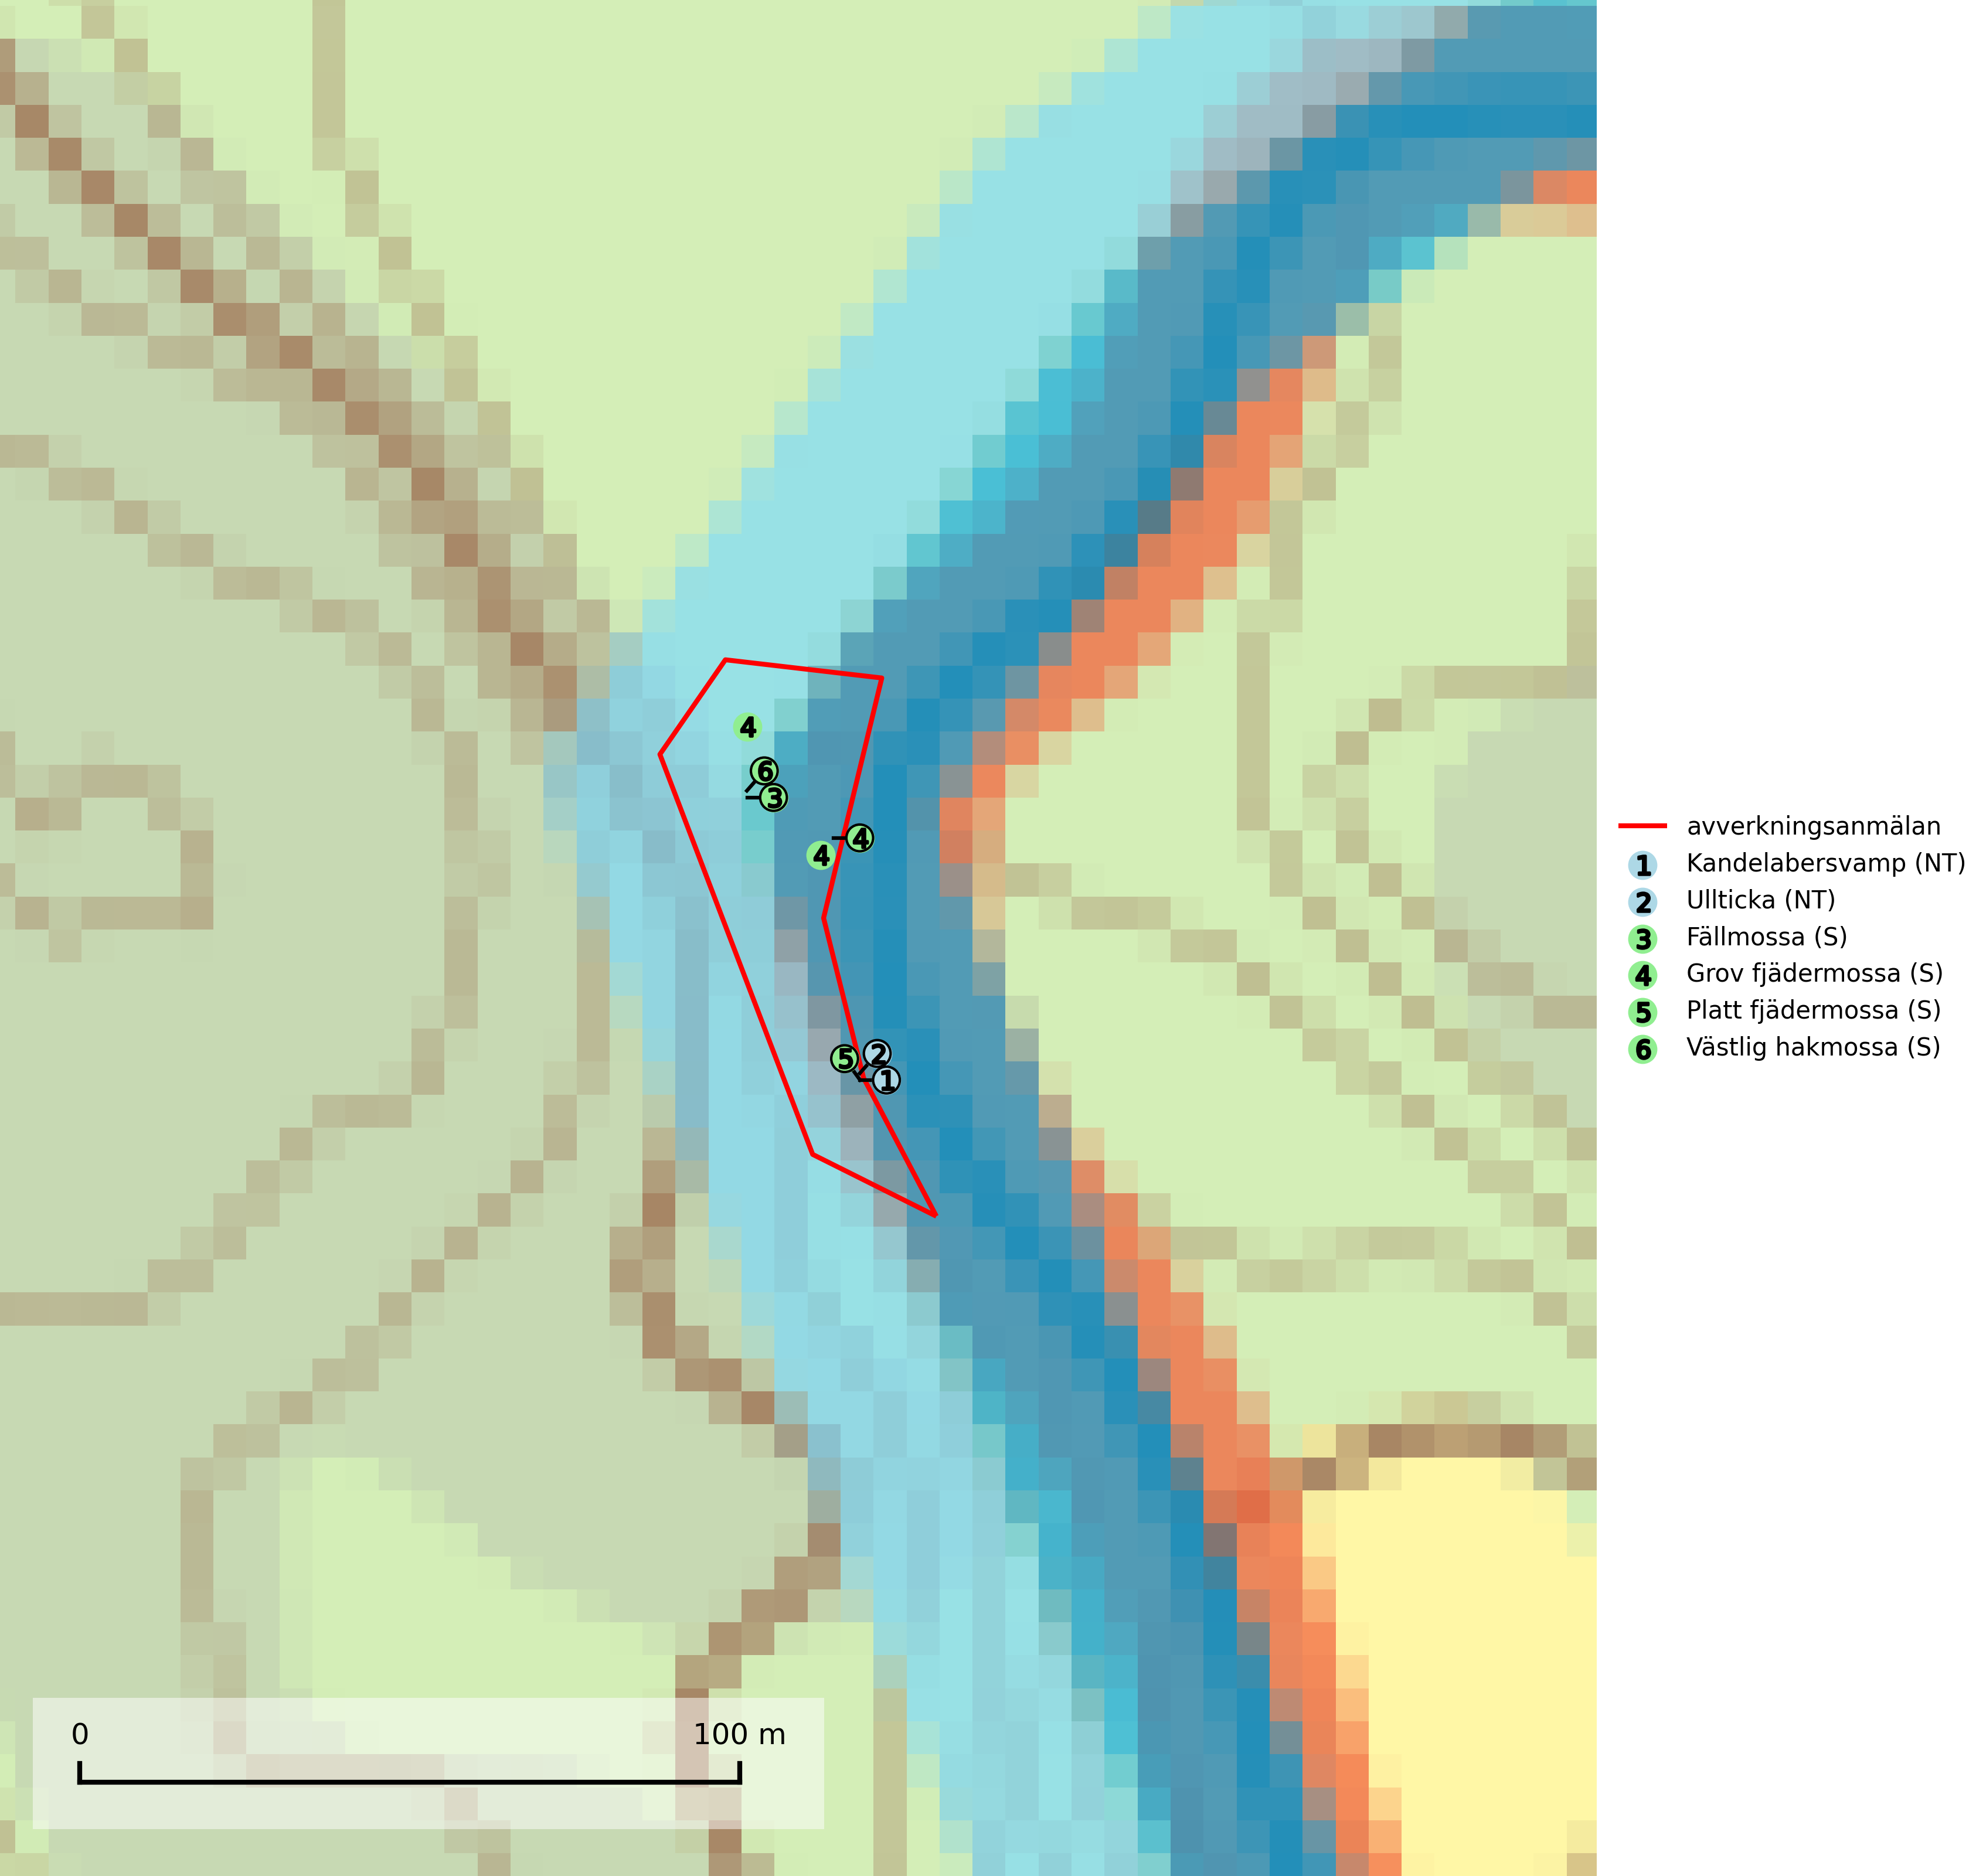 4
6
3
4
4
5
2
1
avverkningsanmälan
1 Kandelabersvamp (NT)
2 Ullticka (NT)
3 Fällmossa (S)
4 Grov fjädermossa (S)
5 Platt fjädermossa (S)
6 Västlig hakmossa (S)
0 100 m